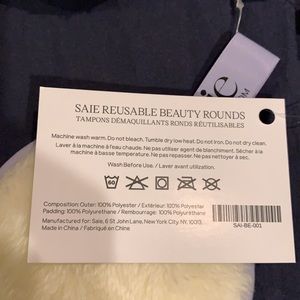 ie
OM
SAIE REUSABLE BEAUTY ROUNDS
TAMPONS DÉMAQUILLANTS RONDS RÉUTILISABLES
Machine wash warm. Do not bleach. Tumble dry low heat. Do not Iron. Do not dry clean.
Laver à la machine à l'eau chaude. Ne pas utiliser agent de blanchiment. Sécher à la
machine à basse température. Ne pas repasser. Ne pas nettoyer à sec.
Wash Before Use. Laver avant utilization.
60
Composition: Outer: 100% Polyester / Extérieur: 100% Polyester
Padding: 100% Polyurethane / Rembourrage: 100% Polyuréthane
Saie, 6 St John Lane, New York City NY, 10013,
Made in China / Fabriqué en Chine
SAI-BE-001